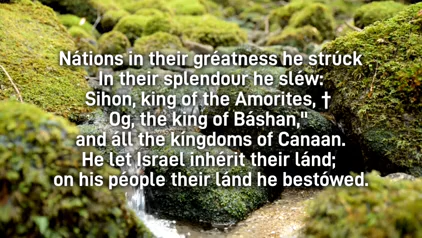 Nátions in their gréatness he strúck
In their splendour he sléw:
Sihon, king of the Amorites, †
Og, the king of Báshan,"
and áll the kingdoms of Canaan.
He let Israel inhérit their lánd;
on his péople their lánd he bestówed.